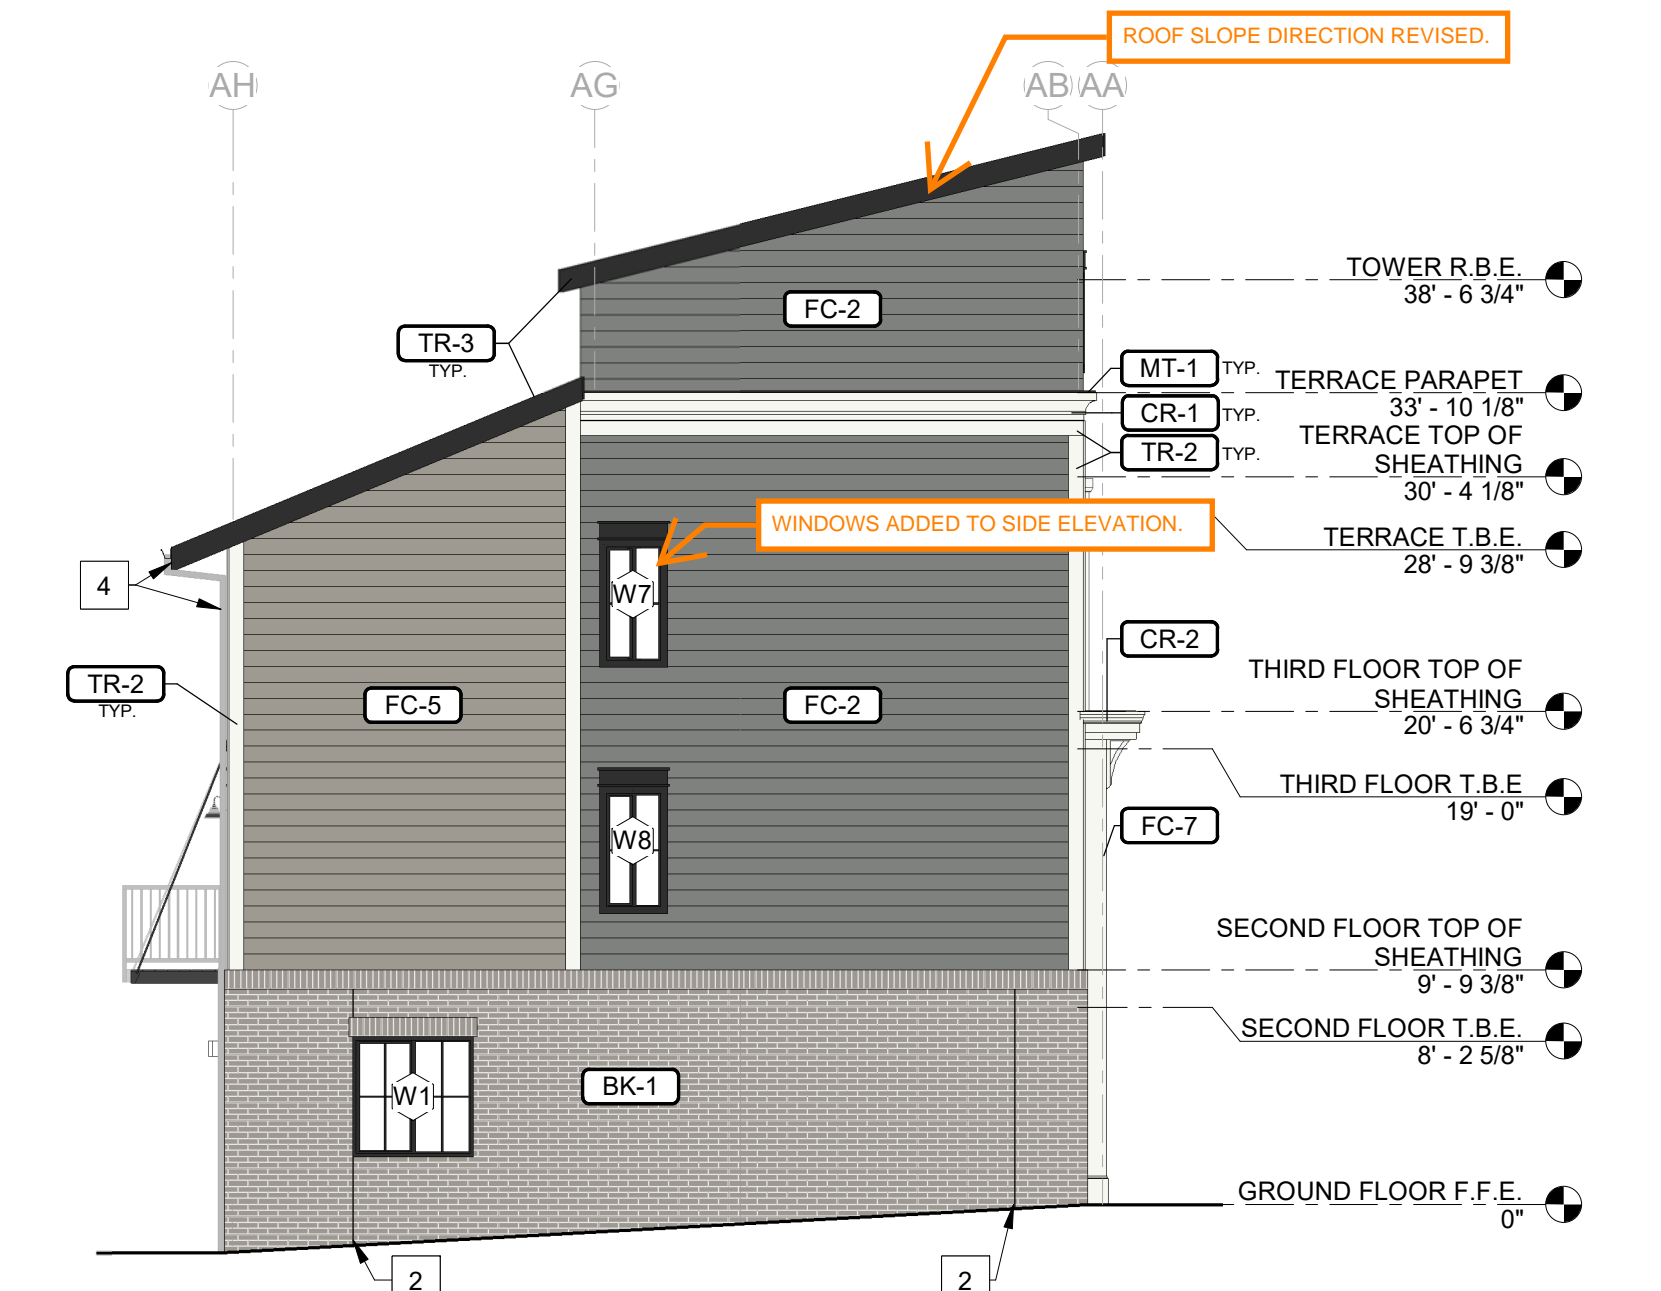 ROOF SLOPE DIRECTION REVISED.
AH
AG
AB
AA
TOWER R.B.E.
38' - 6 3/4"
FC-2
TR-3
TYP.
MT-1 TYP.
TERRACE PARAPET
33' - 10 1/8"
CR-1 TYP.
TERRACE TOP OF
SHEATHING
30' - 4 1/8"
TR-2 TYP.
WINDOWS ADDED TO SIDE ELEVATION.
TERRACE T.B.E.
28' - 9 3/8"
4
W7
CR-2
TR-2
TYP.
FC-5
FC-2
THIRD FLOOR TOP OF
SHEATHING
20' - 6 3/4"
THIRD FLOOR T.B.E
19' - 0"
W8
FC-7
SECOND FLOOR TOP OF
SHEATHING
9' - 9 3/8"
SECOND FLOOR T.B.E.
8' - 2 5/8"
W1
BK-1
GROUND FLOOR F.F.E.
0"
2
2